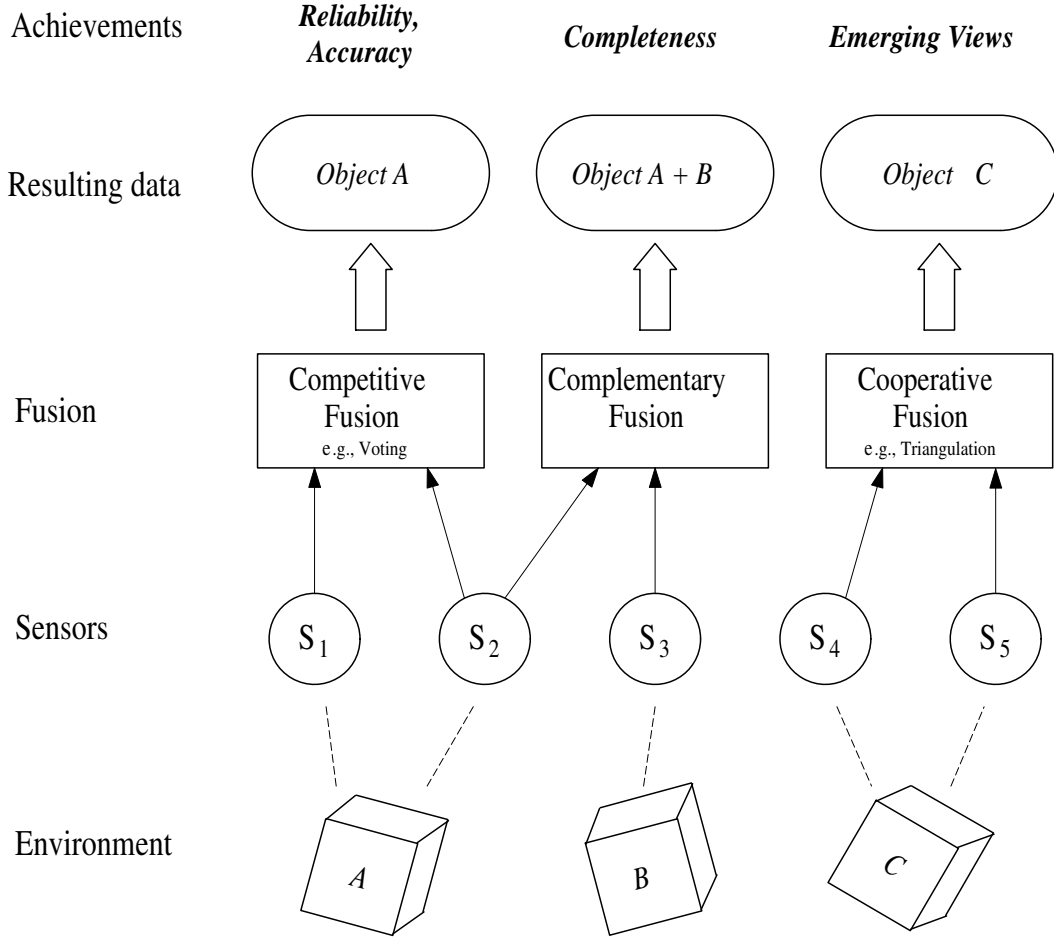 Achievements
Reliability,
Accuracy
Completeness
Emerging Views
Resulting data
Object A
Object A + B
Object C
Fusion
Competitive
Fusion
e.g., Voting
Complementary
Fusion
Cooperative
Fusion
e.g., Triangulation
Sensors
S1
S2
S3
S4
S5
Environment
A
B
C